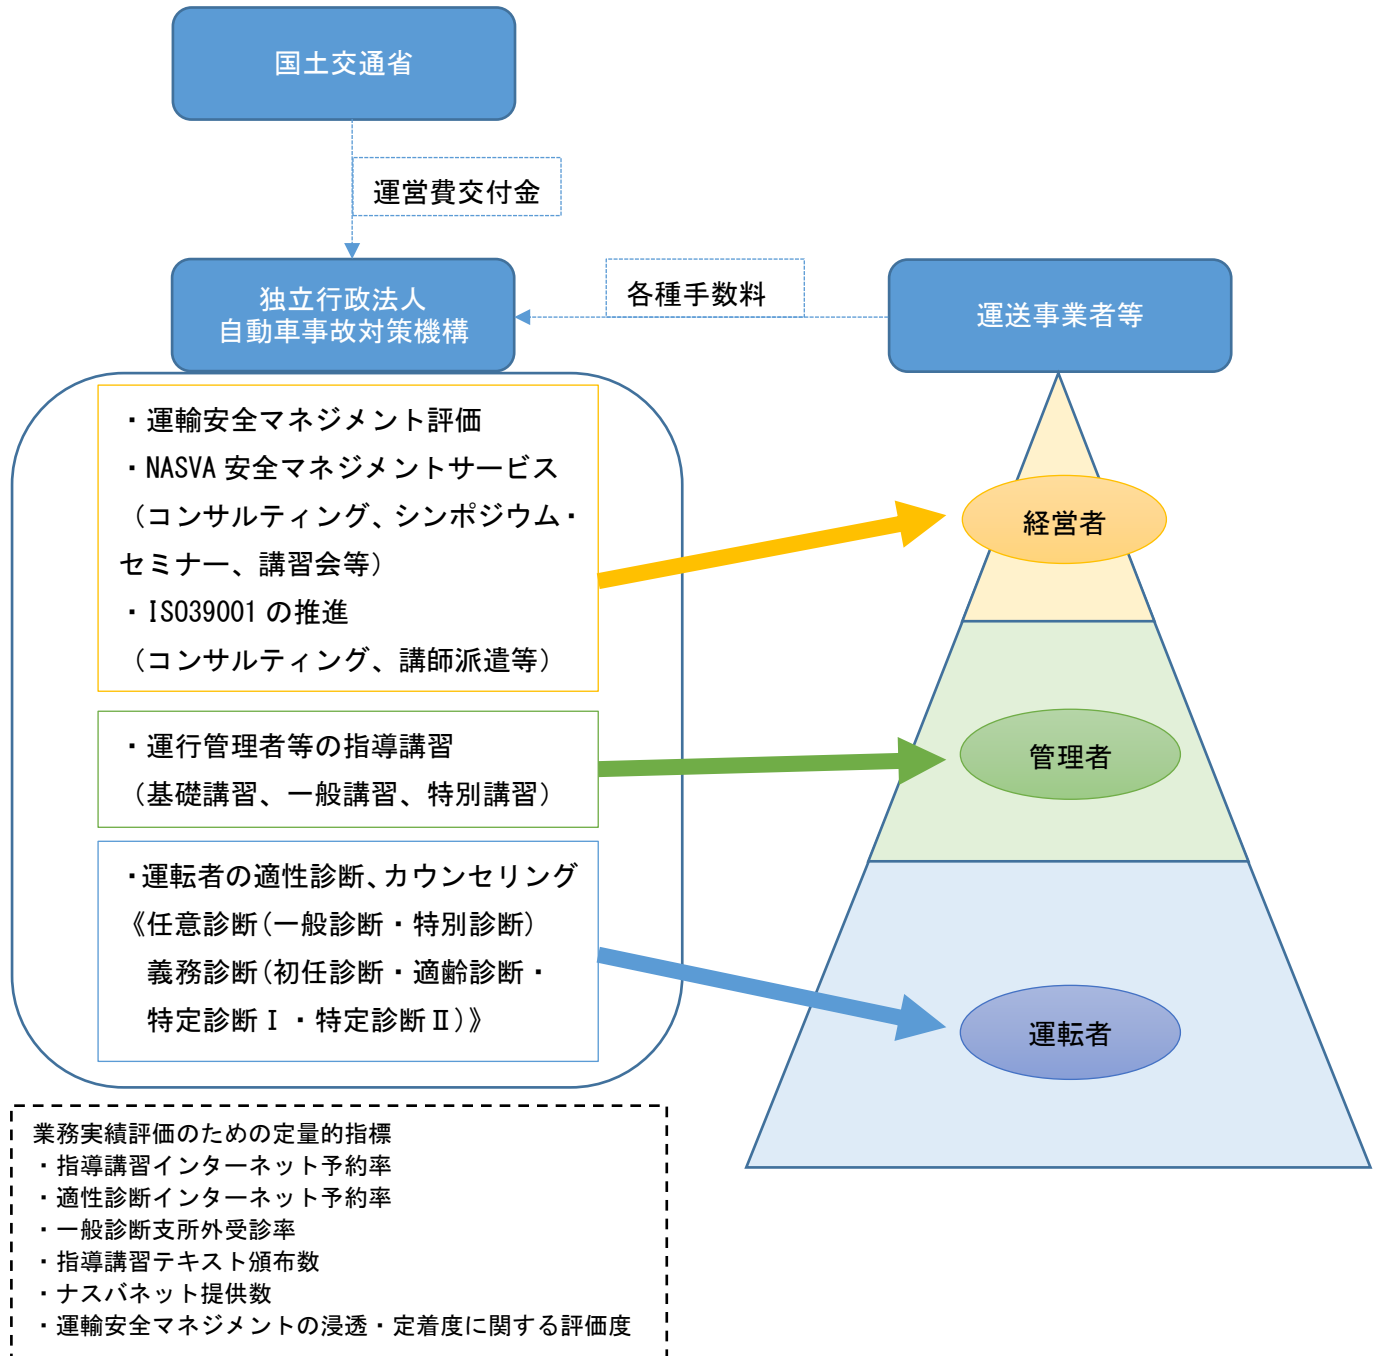 国土交通省
運営費交付金
独立行政法人
自動車事故対策機構
各種手数料
運送事業者等
・運輸安全マネジメント評価
・NASVA 安全マネジメントサービス
（コンサルティング、シンポジウム・
セミナー、講習会等）
・ISO39001 の推進
（コンサルティング、講師派遣等）
経営者
・運行管理者等の指導講習
（基礎講習、一般講習、特別講習）
管理者
・運転者の適性診断、カウンセリング
《任意診断(一般診断・特別診断)
義務診断(初任診断・適齢診断・
特定診断Ⅰ・特定診断Ⅱ)》
運転者
業務実績評価のための定量的指標
・指導講習インターネット予約率
・適性診断インターネット予約率
・一般診断支所外受診率
・指導講習テキスト頒布数
・ナスバネット提供数
・運輸安全マネジメントの浸透・定着度に関する評価度